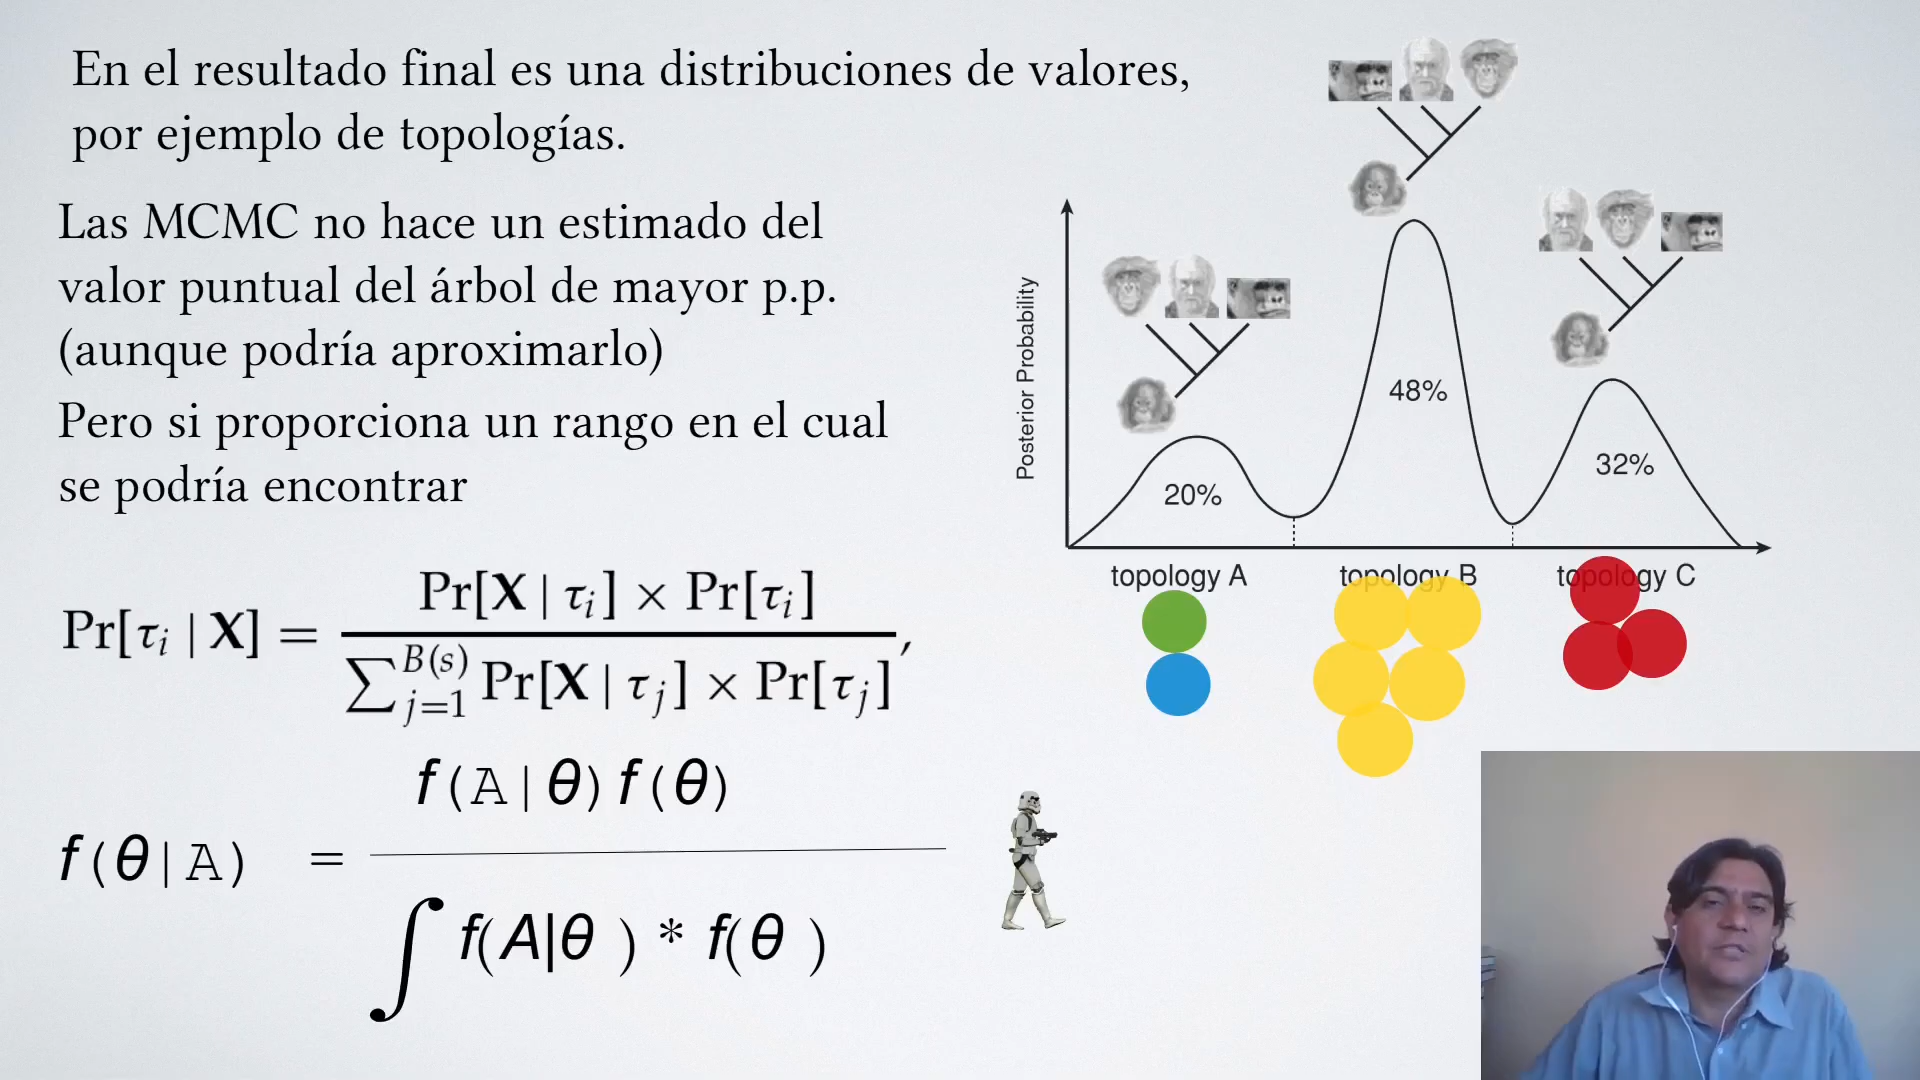 En el resultado final es una distribuciones de valores,
por ejemplo de topologías.
Las MCMC no hace un estimado del
valor puntual del árbol de mayor p.p.
(aunque podría aproximarlo)
Pero si proporciona un rango en el cual
se podría encontrar
Pr[τi | X] = Pr[X | τi] × Pr[τi]
∑ B(s) j=1 Pr[X | τj] × Pr[τj] ,
f(A|θ) f(θ)
f(θ|A) =
∫ f(A|θ ) * f(θ )
Posterior Probability
20%
48%
32%
topology A
topology B
topology C